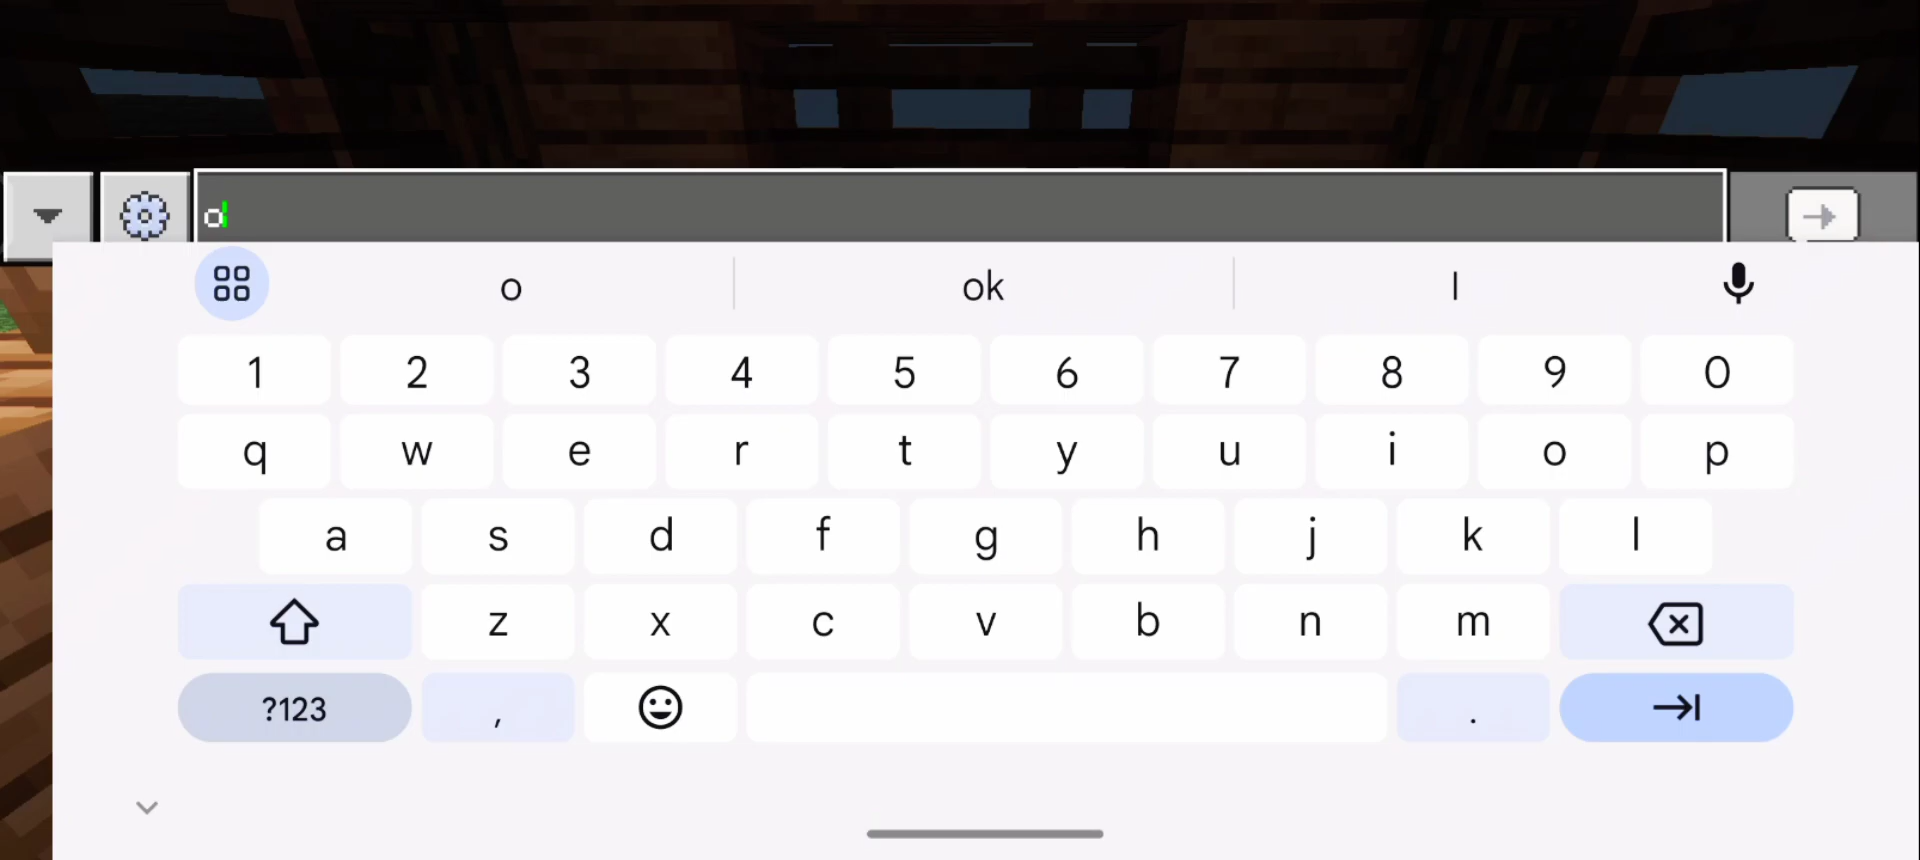 o
o ok I
1 2 3 4 5 6 7 8 9 0
q w e r t y u i o p
a s d f g h j k l
z x c v b n m
?123 , .